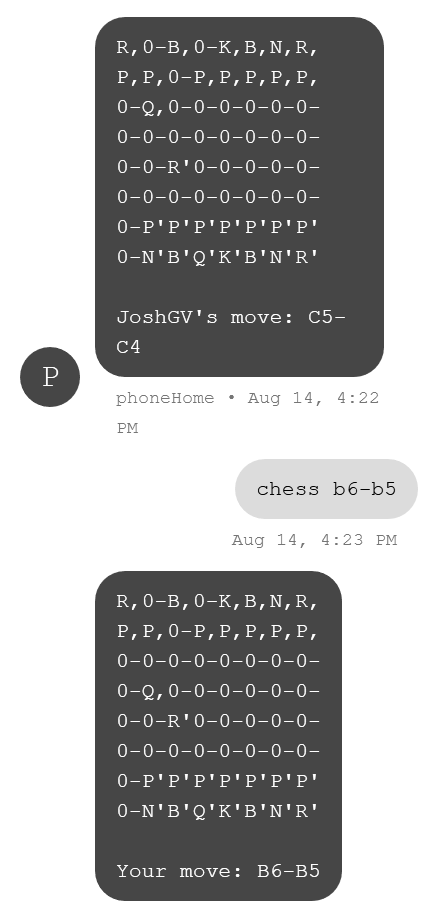 R,0-B,0-K,B,N,R,
P,P,0-P,P,P,P,P,
0-Q,0-0-0-0-0-0-
0-0-0-0-0-0-0-0-
0-0-R'0-0-0-0-0-
0-0-0-0-0-0-0-0-
0-P'P'P'P'P'P'P'
0-N'B'Q'K'B'N'R'
JoshGV's move: C5-
C4
P
phoneHome • Aug 14, 4:22
PM
chess b6-b5
Aug 14, 4:23 PM
R,0-B,0-K,B,N,R,
P,P,0-P,P,P,P,P,
0-0-0-0-0-0-0-0-
0-Q,0-0-0-0-0-0-
0-0-R'0-0-0-0-0-
0-0-0-0-0-0-0-0-
0-P'P'P'P'P'P'P'
0-N'B'Q'K'B'N'R'
Your move: B6-B5